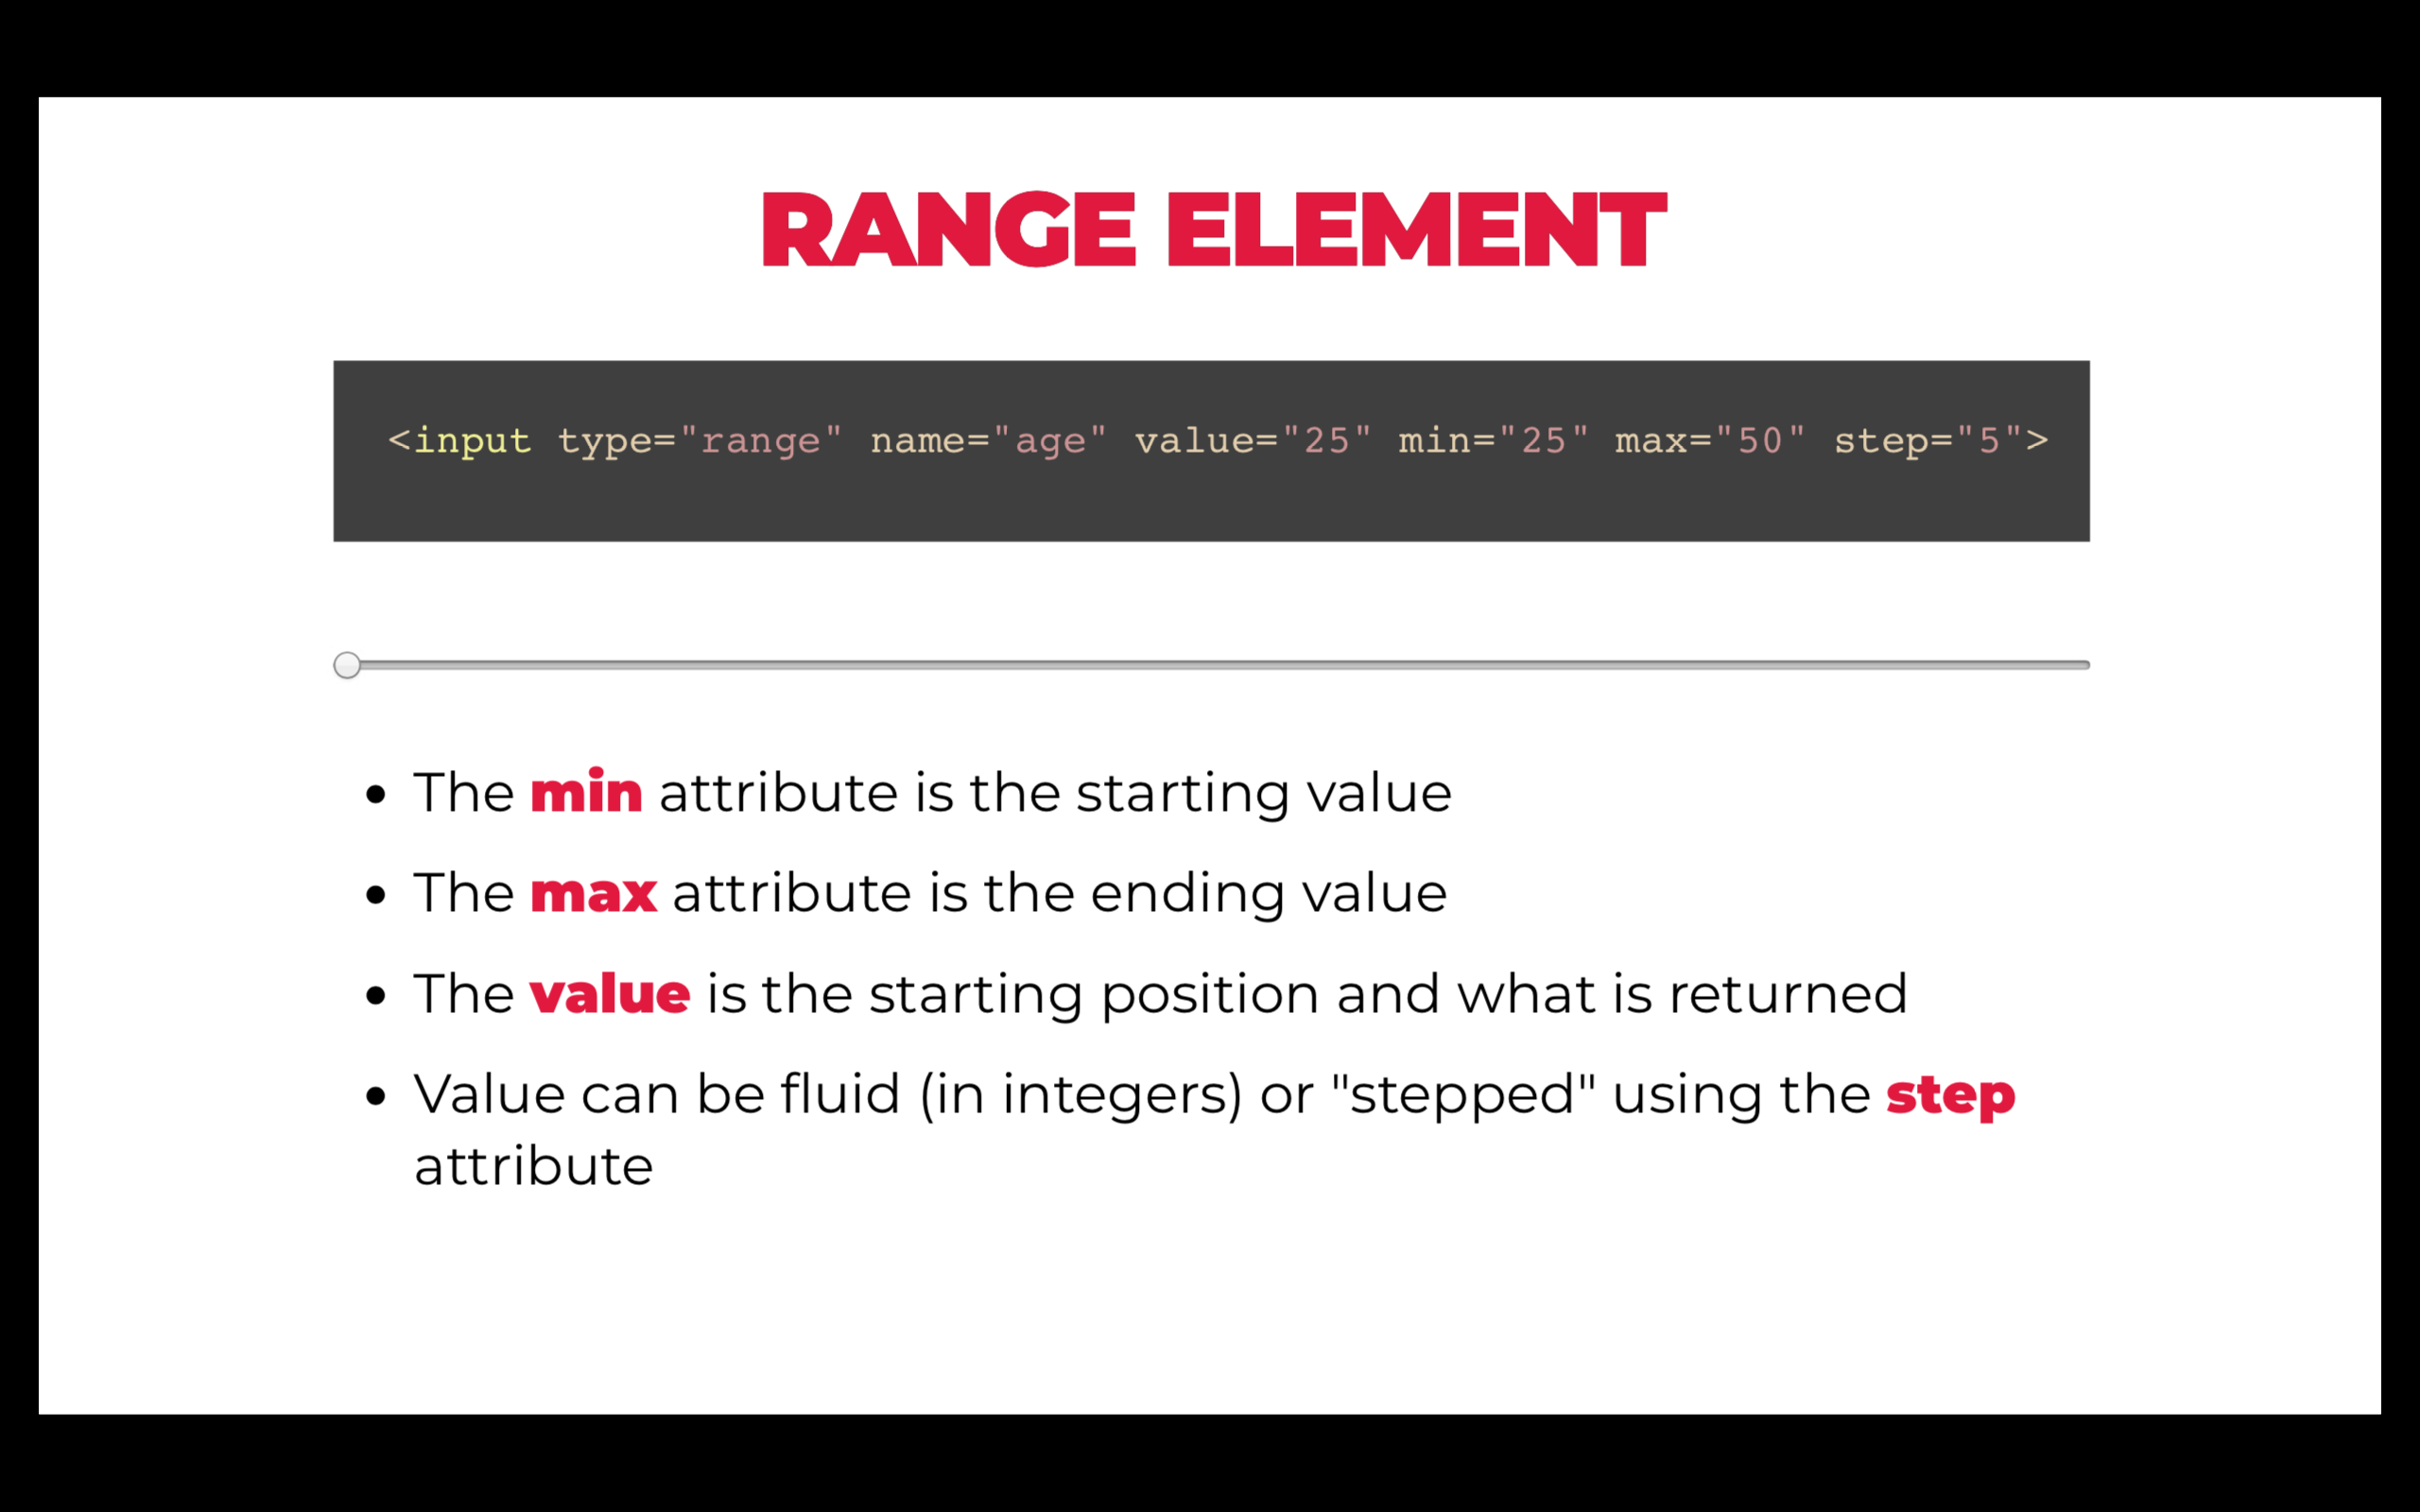 RANGE ELEMENT
<input type="range" name="age" value="25" min="25" max="50" step="5">
• The min attribute is the starting value
• The max attribute is the ending value
• The value is the starting position and what is returned
• Value can be fluid (in integers) or "stepped" using the step
attribute